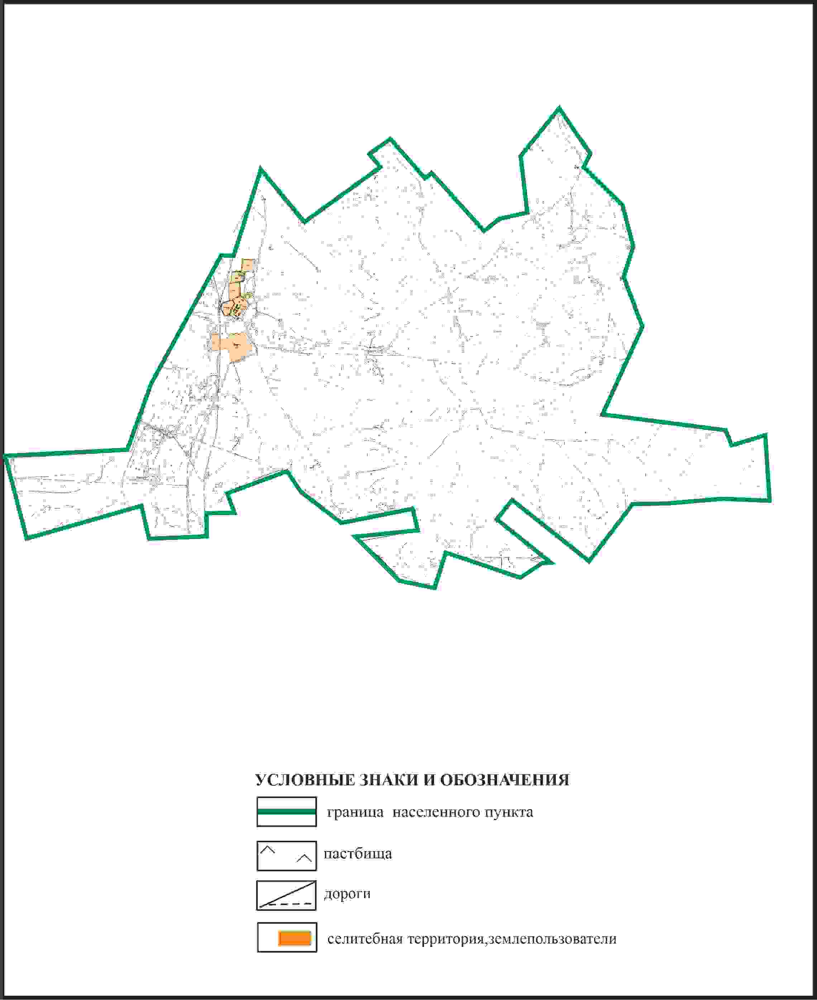 УСЛОВНЫЕ ЗНАКИ И ОБОЗНАЧЕНИЯ
граница населенного пункта
пастбища
дороги
селитебная территория,землепользователи